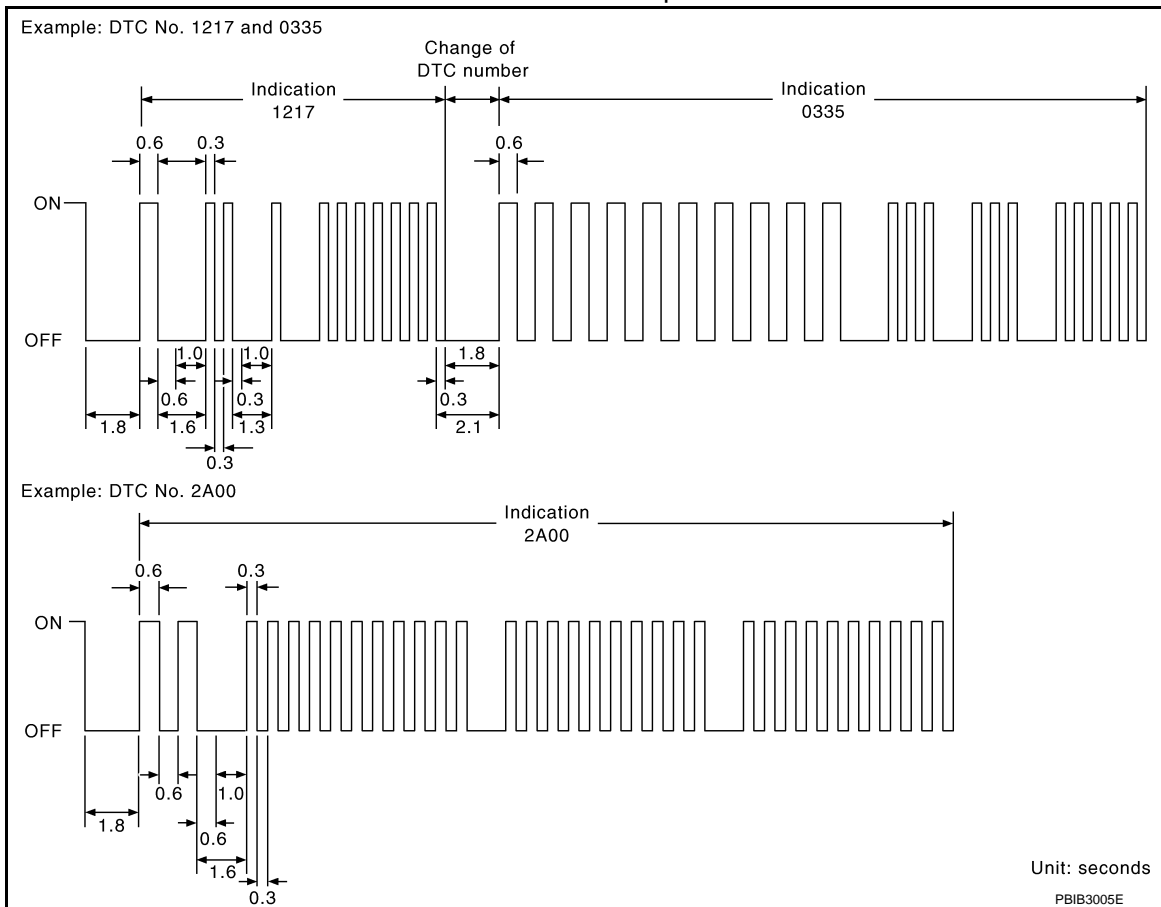 Example: DTC No. 1217 and 0335
Change of
DTC number
Indication
1217
Indication
0335
0.6
0.3
0.6
ON
OFF
1.0
1.0
1.8
0.6
0.3
0.3
1.8
1.6
1.3
2.1
0.3
Example: DTC No. 2A00
Indication
2A00
0.6
0.3
ON
OFF
0.6
1.0
1.8
0.6
1.6
0.3
Unit: seconds
PBIB3005E